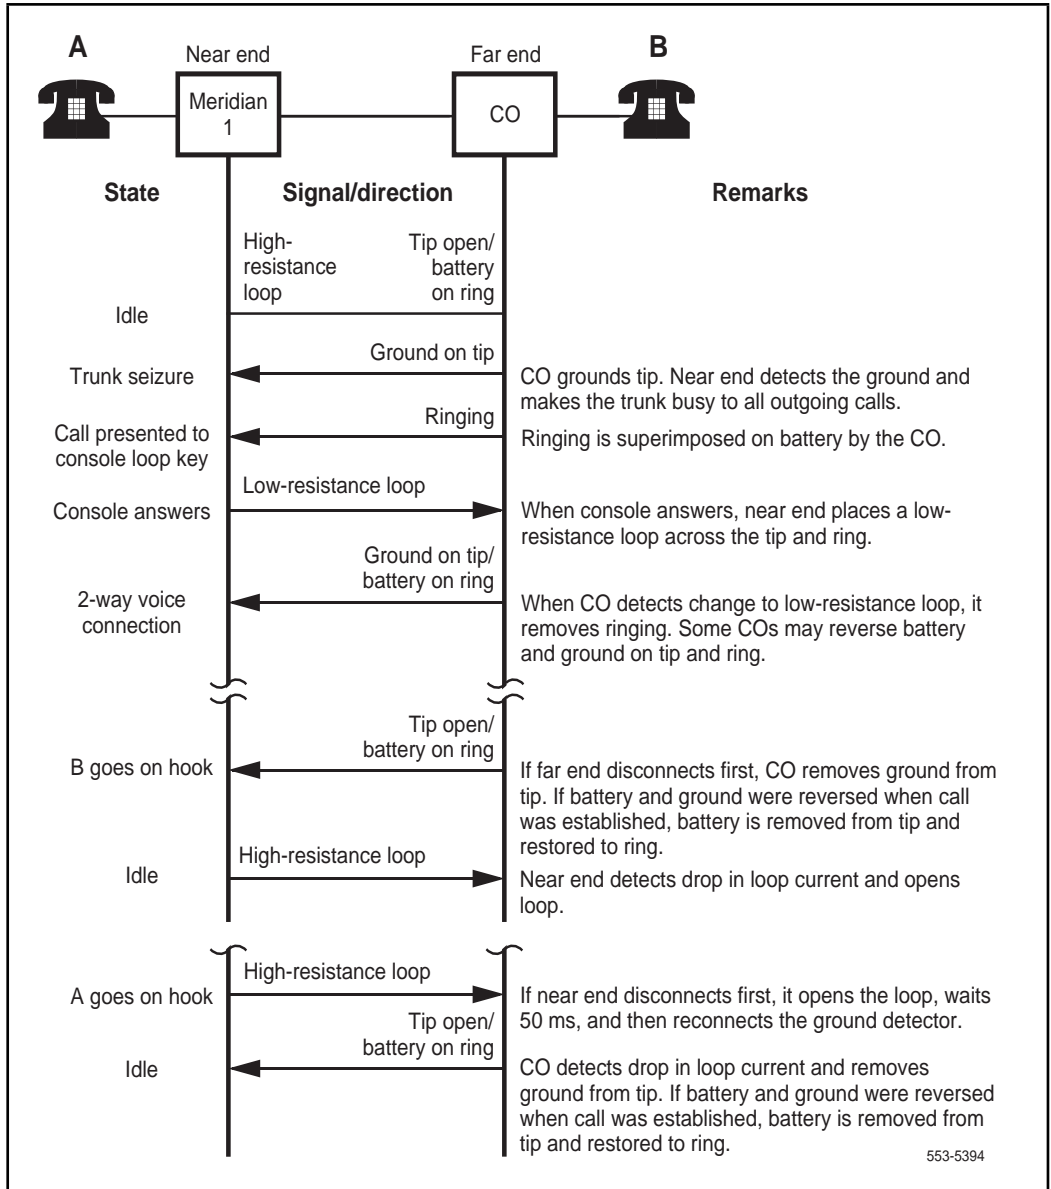 A
Near end
Far end
B
Meridian
1
CO
State
Signal/direction
Remarks
High-
resistance
loop
Tip open/
battery
on ring
Idle
Ground on tip
Trunk seizure
CO grounds tip. Near end detects the ground and
makes the trunk busy to all outgoing calls.
Ringing
Call presented to
console loop key
Ringing is superimposed on battery by the CO.
Low-resistance loop
Console answers
When console answers, near end places a low-
resistance loop across the tip and ring.
Ground on tip/
battery on ring
2-way voice
connection
When CO detects change to low-resistance loop, it
removes ringing. Some COs may reverse battery
and ground on tip and ring.
Tip open/
battery on ring
B goes on hook
If far end disconnects first, CO removes ground from
tip. If battery and ground were reversed when call
was established, battery is removed from tip and
restored to ring.
High-resistance loop
Idle
Near end detects drop in loop current and opens
loop.
High-resistance loop
A goes on hook
If near end disconnects first, it opens the loop, waits
50 ms, and then reconnects the ground detector.
Tip open/
battery on ring
Idle
CO detects drop in loop current and removes
ground from tip. If battery and ground were reversed
when call was established, battery is removed from
tip and restored to ring.
553-5394